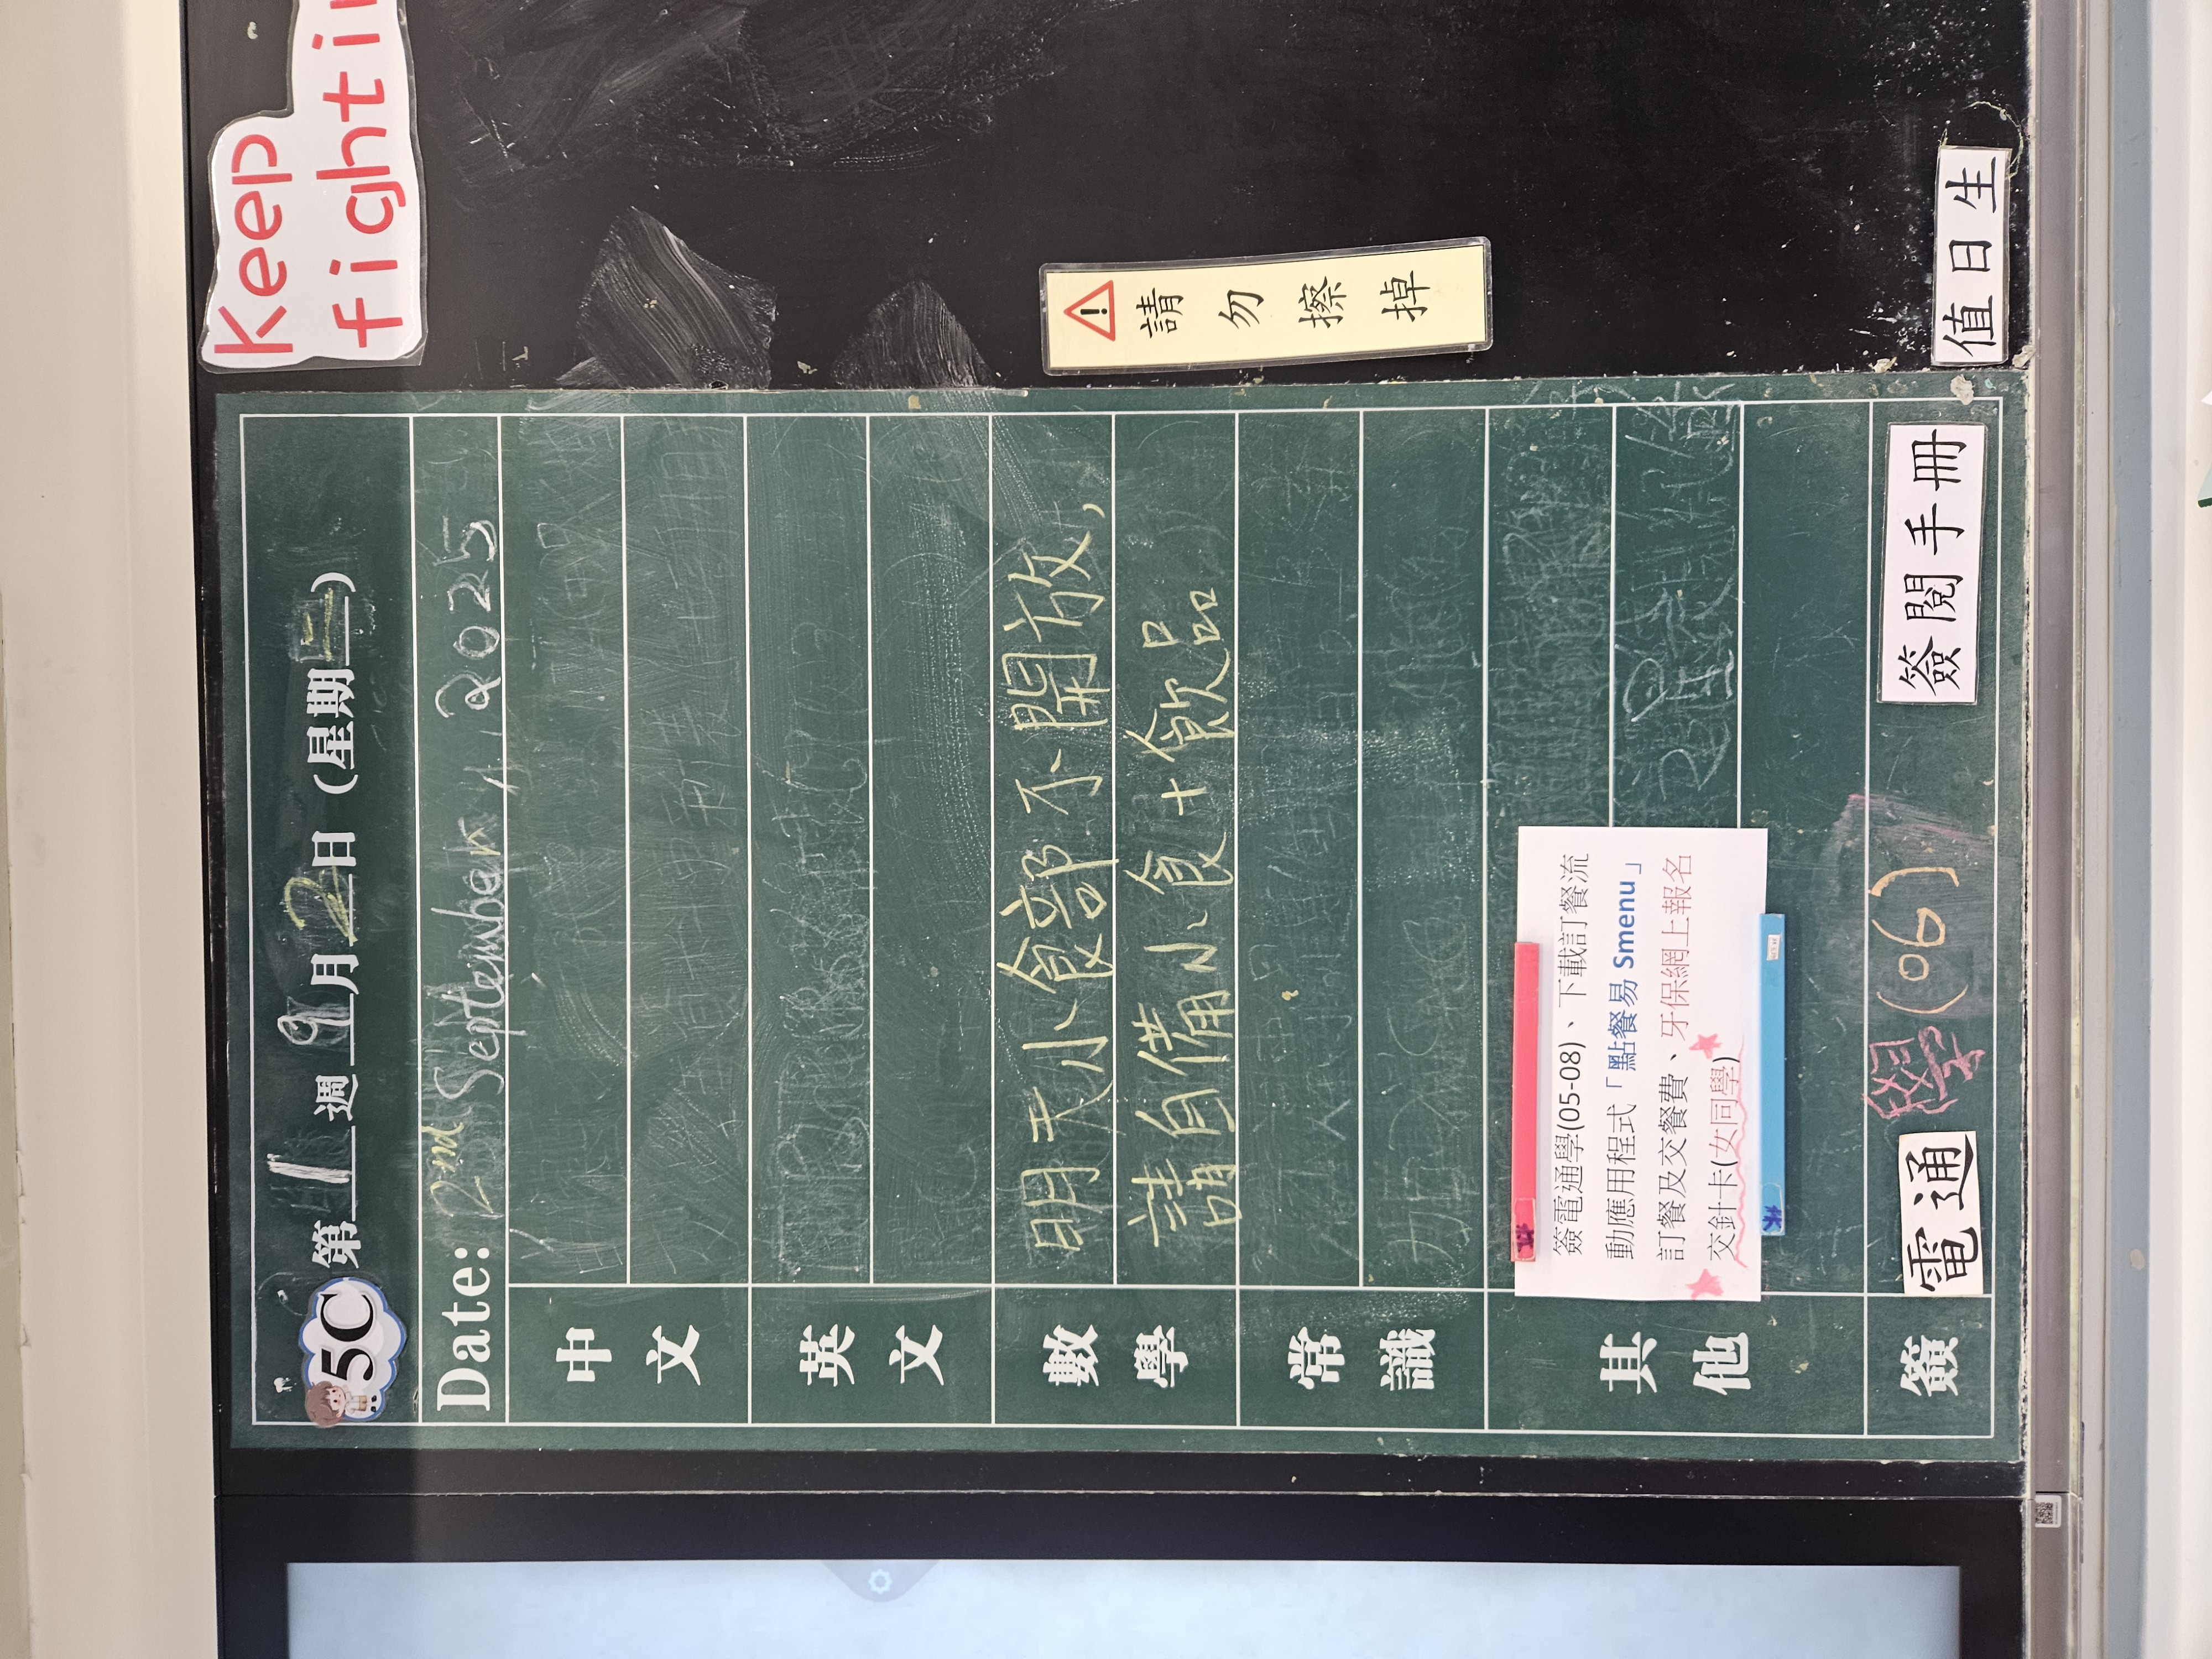 Keep
fighti
5C 第 1 週 9 月 2 日 (星期二)
Date: 2nd September, 2025
中文
英文
數學
明天小食部不開放,
請自備小食+飲品
常識
其他
簽電通學(05-08)、下載訂餐流
動應用程式「點餐易 Smenu」
訂餐及交餐費、牙保網上報名
交針卡(女同學)
簽
電通學(06)
簽閱手冊
請勿擦掉
值日生